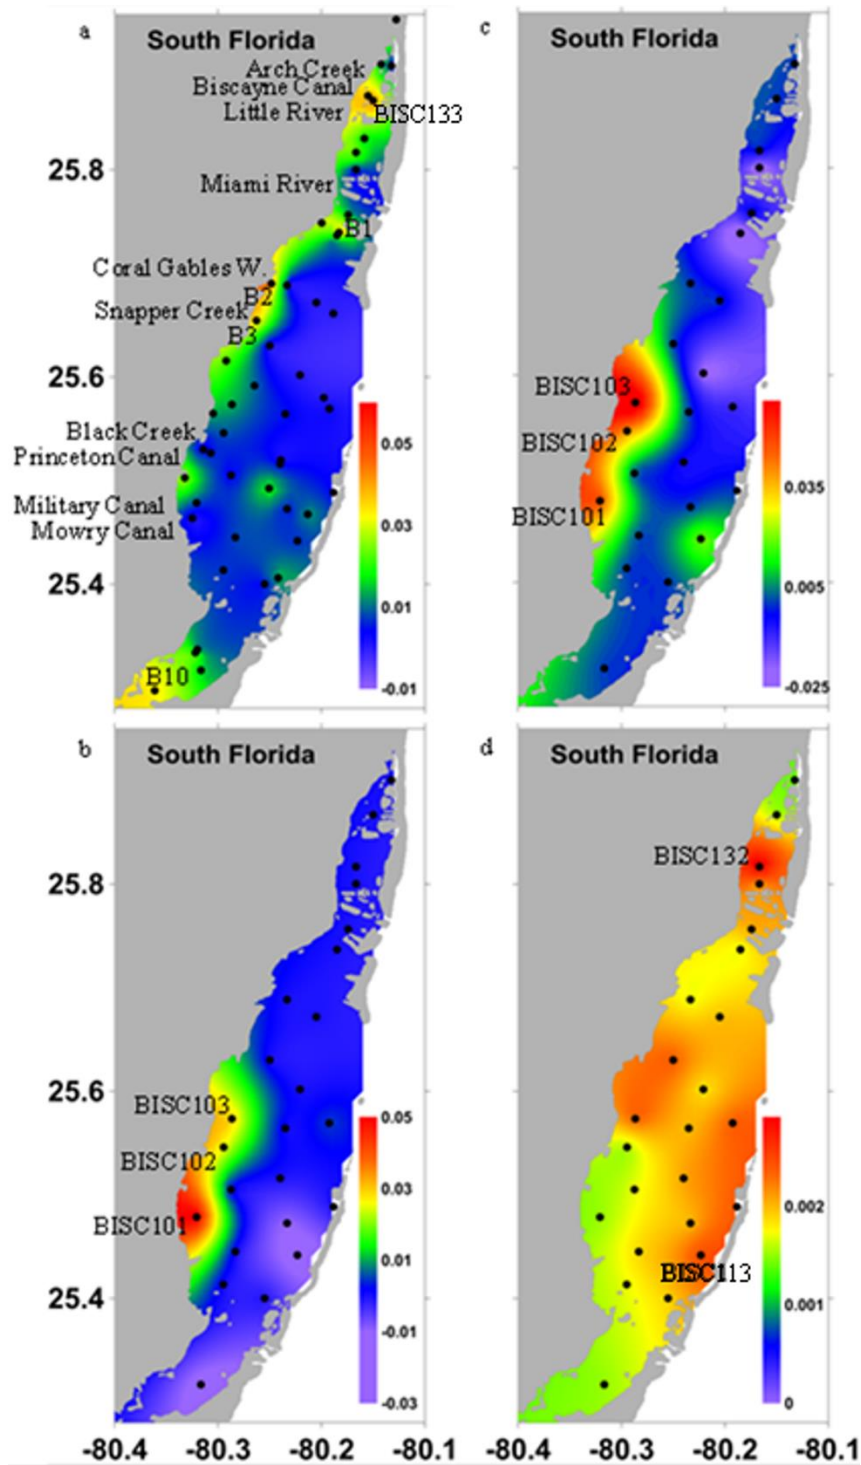 a
South Florida
Arch Creek
Biscayne Canal
Little River
BISC133
25.8
Miami River
B1
Coral Gables W.
B2
Snapper Creek
B3
25.6
Black Creek
Princeton Canal
Military Canal
Mowry Canal
25.4
B10
0.05
0.03
0.01
-0.01
c
South Florida
BISC103
BISC102
BISC101
0.035
0.005
-0.025
b
South Florida
25.8
25.6
BISC103
BISC102
BISC101
25.4
0.05
0.03
0.01
-0.01
-0.03
-80.4 -80.3 -80.2 -80.1
d
South Florida
BISC132
BISC113
0.002
0.001
0
-80.4 -80.3 -80.2 -80.1